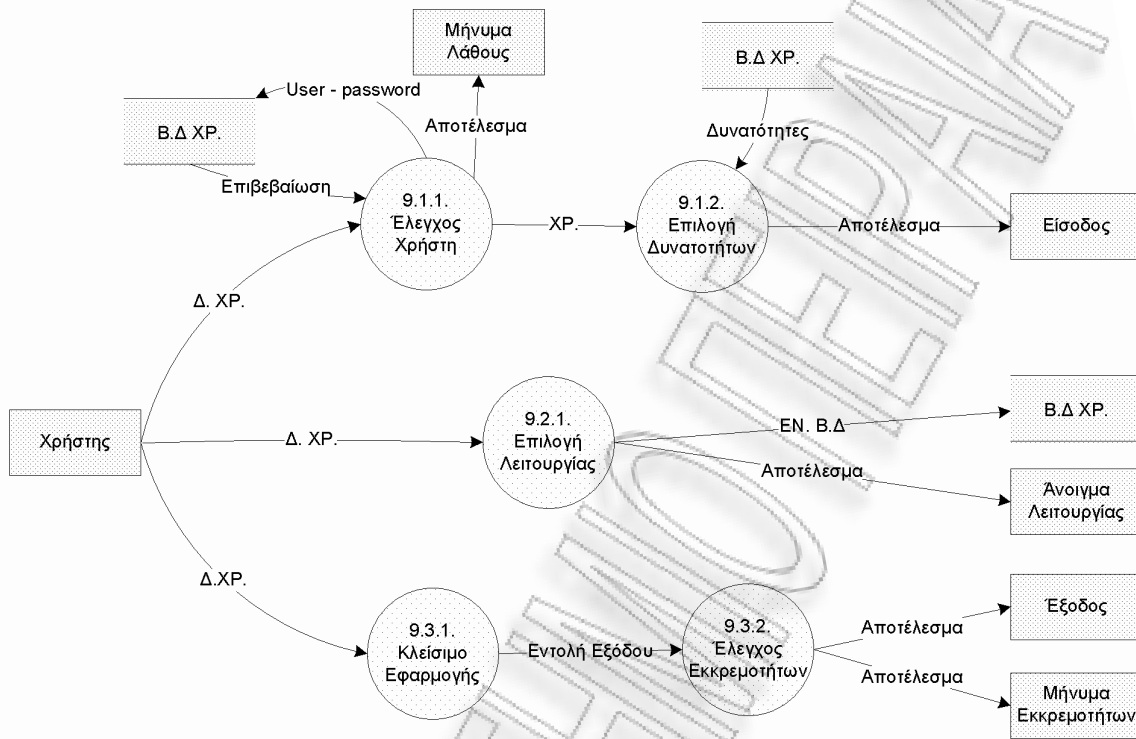 Μήνυμα
Λάθους
Β.Δ ΧΡ.
User - password
Β.Δ ΧΡ.
Αποτέλεσμα
Δυνατότητες
Επιβεβαίωση
9.1.1.
Έλεγχος
Χρήστη
ΧΡ.
9.1.2.
Επιλογή
Δυνατοτήτων
Αποτέλεσμα
Είσοδος
Δ. ΧΡ.
Χρήστης
Δ. ΧΡ.
9.2.1.
Επιλογή
Λειτουργίας
ΕΝ. Β.Δ
Β.Δ ΧΡ.
Αποτέλεσμα
Άνοιγμα
Λειτουργίας
Δ.ΧΡ.
9.3.1.
Κλείσιμο
Εφαρμογής
Εντολή Εξόδου
9.3.2.
Έλεγχος
Εκκρεμοτήτων
Αποτέλεσμα
Έξοδος
Αποτέλεσμα
Μήνυμα
Εκκρεμοτήτων